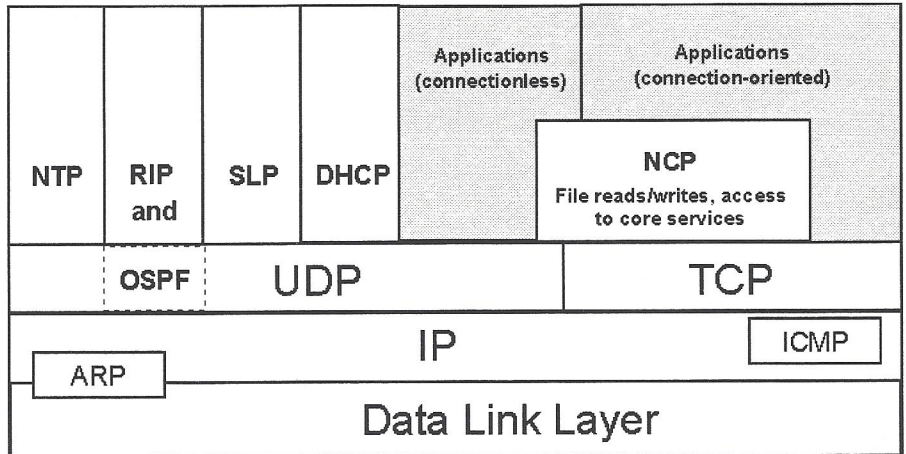 Applications
(connectionless)
Applications
(connection-oriented)
NTP
RIP
and
OSPF
SLP
DHCP
NCP
File reads/writes, access
to core services
UDP
TCP
IP
ICMP
ARP
Data Link Layer